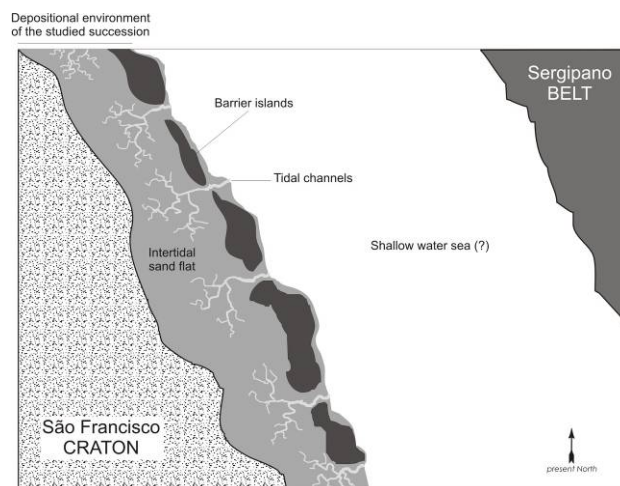 Depositional environment
of the studied succession
Sergipano
BELT
Barrier islands
Tidal channels
Shallow water sea (?)
Intertidal
sand flat
São Francisco
CRATON
present North